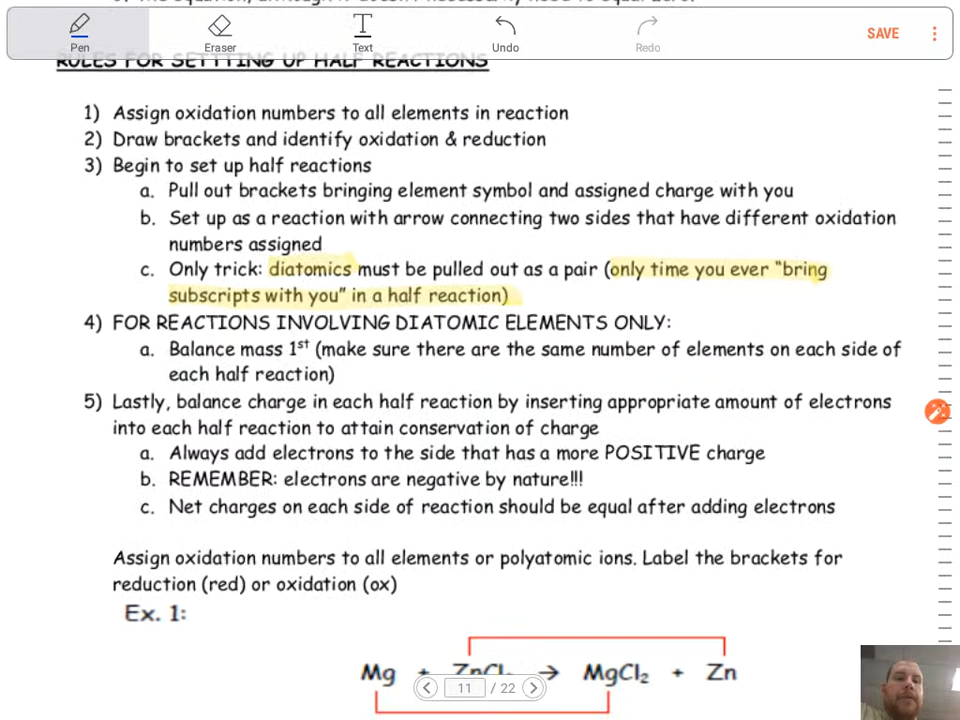 Pen
Eraser
Text
Undo
Redo
SAVE
RULES FOR SETTTING UP HALF REACTIONS
1) Assign oxidation numbers to all elements in reaction
2) Draw brackets and identify oxidation & reduction
3) Begin to set up half reactions
a. Pull out brackets bringing element symbol and assigned charge with you
b. Set up as a reaction with arrow connecting two sides that have different oxidation
numbers assigned
c. Only trick: diatomics must be pulled out as a pair (only time you ever "bring
subscripts with you" in a half reaction)
4) FOR REACTIONS INVOLVING DIATOMIC ELEMENTS ONLY:
a. Balance mass 1st (make sure there are the same number of elements on each side of
each half reaction)
5) Lastly, balance charge in each half reaction by inserting appropriate amount of electrons
into each half reaction to attain conservation of charge
a. Always add electrons to the side that has a more POSITIVE charge
b. REMEMBER: electrons are negative by nature!!!
c. Net charges on each side of reaction should be equal after adding electrons
Assign oxidation numbers to all elements or polyatomic ions. Label the brackets for
reduction (red) or oxidation (ox)
Ex. 1:
Mg + ZnCl₂ → MgCl₂ + Zn
11 / 22